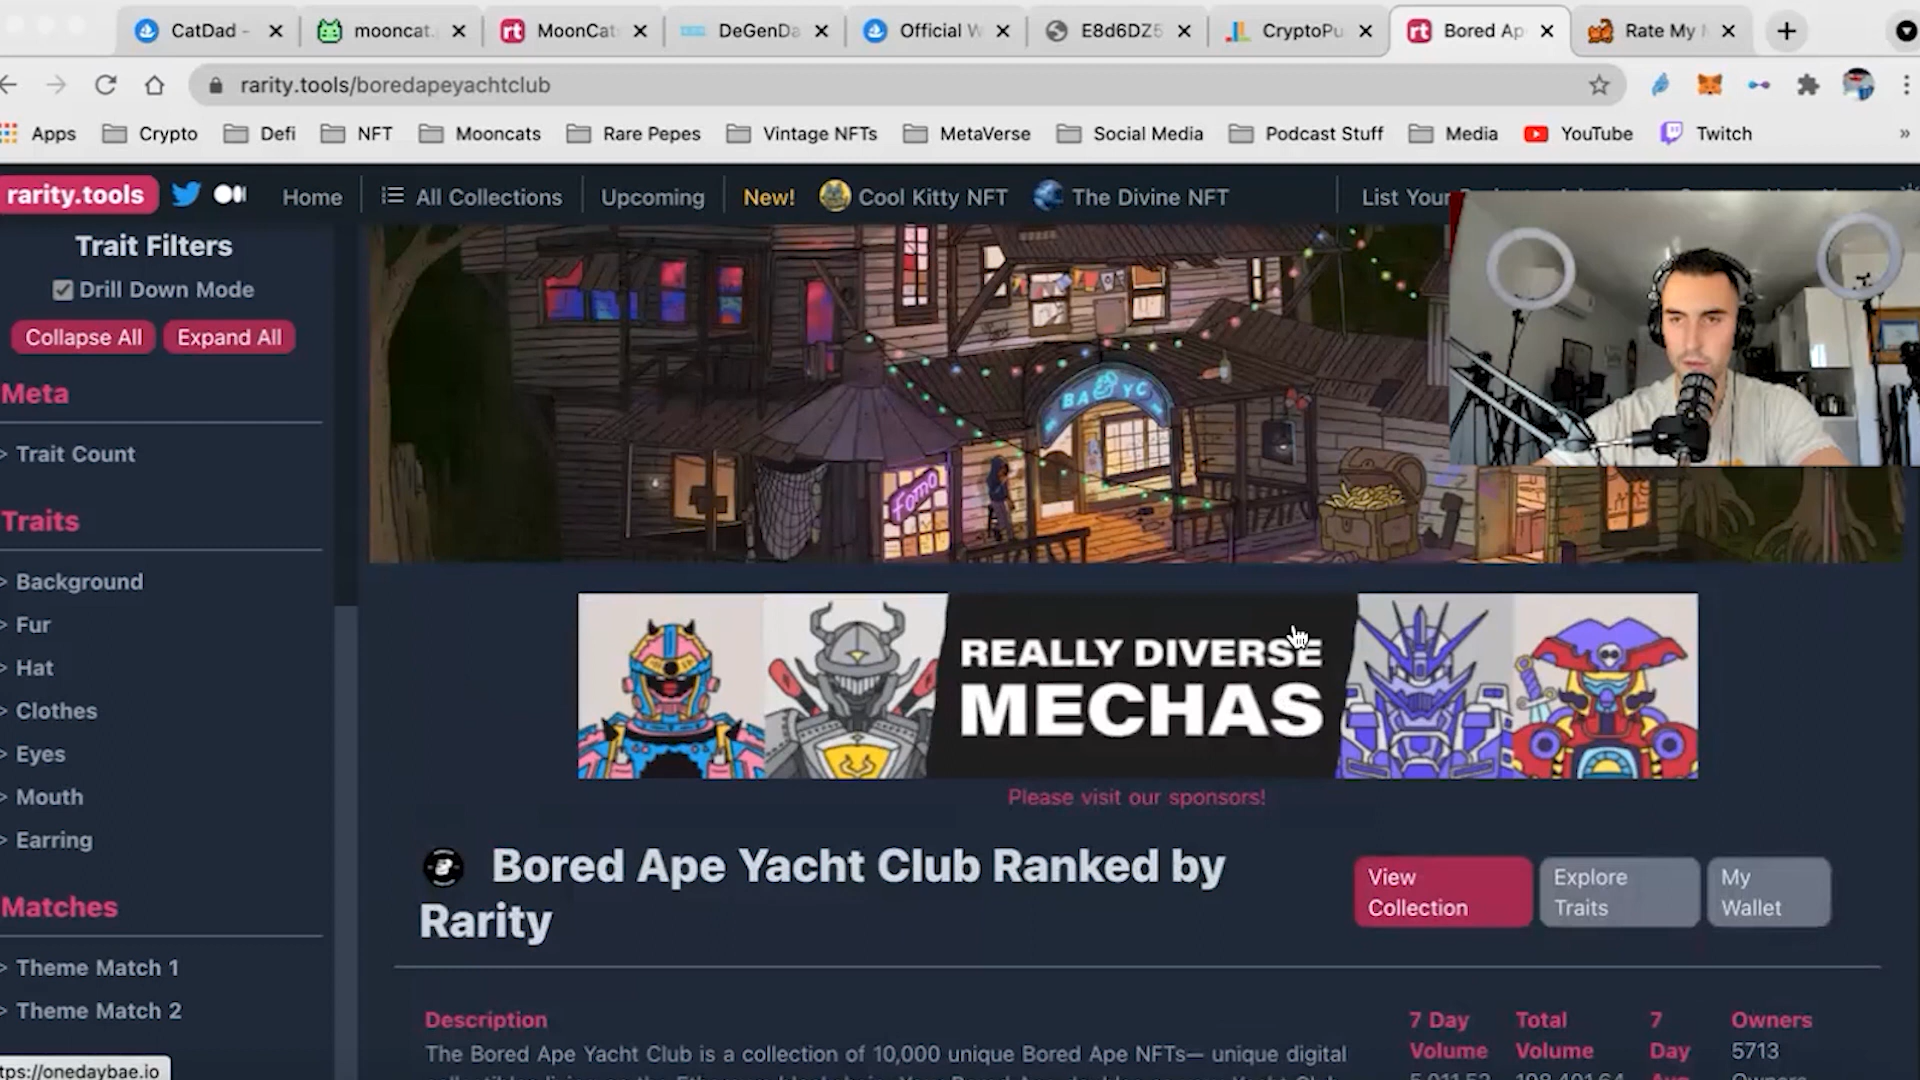 CatDad -
mooncat.
MoonCat
DeGenDa
Official W
E8d6DZ5
CryptoPu
Bored Ap
Rate My
rarity.tools/boredapeyachtclub
Apps
Crypto
Defi
NFT
Mooncats
Rare Pepes
Vintage NFTs
MetaVerse
Social Media
Podcast Stuff
Media
YouTube
Twitch
»
rarity.tools
Home
All Collections
Upcoming
New!
Cool Kitty NFT
The Divine NFT
List Your
Trait Filters
Drill Down Mode
Collapse All
Expand All
Meta
> Trait Count
Traits
> Background
> Fur
> Hat
> Clothes
> Eyes
> Mouth
> Earring
Matches
> Theme Match 1
> Theme Match 2
tps://onedaybae.io
BAYC
Fomo
REALLY DIVERSE
MECHAS
Please visit our sponsors!
Bored Ape Yacht Club Ranked by
Rarity
View
Collection
Explore
Traits
My
Wallet
Description
The Bored Ape Yacht Club is a collection of 10,000 unique Bored Ape NFTs— unique digital
7 Day
Volume
Total
Volume
7
Day
Owners
5713